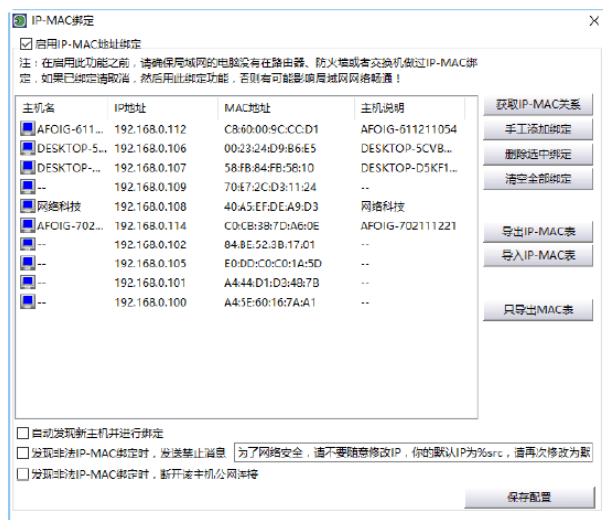 IP-MAC绑定
启用IP-MAC地址绑定
注：在启用此功能之前，请确保局域网的电脑没有在路由器、防火墙或者交换机做过IP-MAC绑
定，如果已绑定请取消，然后用此绑定功能，否则有可能影响局域网网络畅通！
主机名 IP地址 MAC地址 主机说明
AFOIG-611... 192.168.0.112 C8:60:00:9C:CC:D1 AFOIG-611211054
DESKTOP-5... 192.168.0.106 00:23:24:D9:B6:E5 DESKTOP-5CVB...
DESKTOP-... 192.168.0.107 58:FB:84:FB:58:10 DESKTOP-D5KF1...
-- 192.168.0.109 70:E7:2C:D3:11:24 --
网络科技 192.168.0.108 40:A5:EF:DE:A9:D3 网络科技
AFOIG-702... 192.168.0.114 C0:CB:38:7D:A6:0E AFOIG-702111221
-- 192.168.0.102 84:BE:52:3B:17:01 --
-- 192.168.0.105 E0:DD:C0:C0:1A:5D --
-- 192.168.0.101 A4:44:D1:D3:48:7B --
-- 192.168.0.100 A4:5E:60:16:7A:A1 --
获取IP-MAC关系
手工添加绑定
删除选中绑定
清空全部绑定
导出IP-MAC表
导入IP-MAC表
只导出MAC表
自动发现新主机并进行绑定
发现非法IP-MAC绑定时，发送禁止消息 为了网络安全，请不要随意修改IP，你的默认IP为%src，请再次修改为默
发现非法IP-MAC绑定时，断开该主机公网连接
保存配置